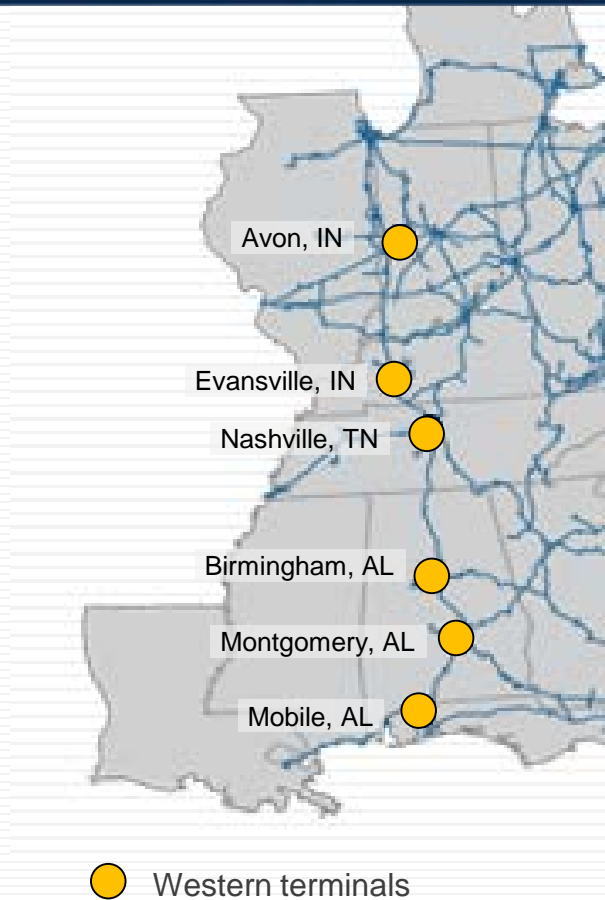 Avon, IN
Evansville, IN
Nashville, TN
Birmingham, AL
Montgomery, AL
Mobile, AL
Western terminals